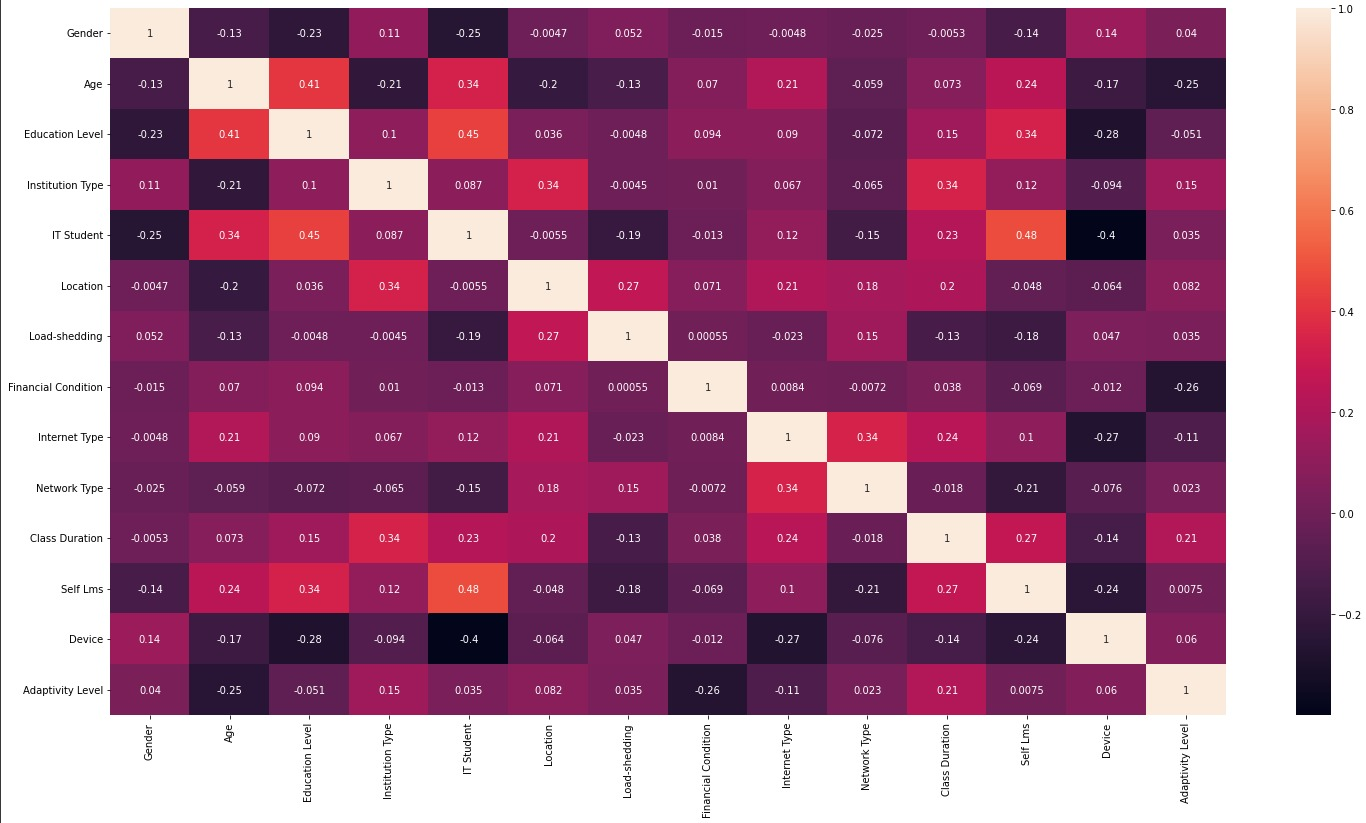 Gender 1 -0.13 -0.23 0.11 -0.25 -0.0047 0.052 -0.015 -0.0048 -0.025 -0.0053 -0.14 0.14 0.04
Age -0.13 1 0.41 -0.21 0.34 -0.2 -0.13 0.07 0.21 -0.059 0.073 0.24 -0.17 -0.25
Education Level -0.23 0.41 1 0.1 0.45 0.036 -0.0048 0.094 0.09 -0.072 0.15 0.34 -0.28 -0.051
Institution Type 0.11 -0.21 0.1 1 0.087 0.34 -0.0045 0.01 0.067 -0.065 0.34 0.12 -0.094 0.15
IT Student -0.25 0.34 0.45 0.087 1 -0.0055 -0.19 -0.013 0.12 -0.15 0.23 0.48 -0.4 0.035
Location -0.0047 -0.2 0.036 0.34 -0.0055 1 0.27 0.071 0.21 0.18 0.2 -0.048 -0.064 0.082
Load-shedding 0.052 -0.13 -0.0048 -0.0045 -0.19 0.27 1 0.00055 -0.023 0.15 -0.13 -0.18 0.047 0.035
Financial Condition -0.015 0.07 0.094 0.01 -0.013 0.071 0.00055 1 0.0084 -0.0072 0.038 -0.069 -0.012 -0.26
Internet Type -0.0048 0.21 0.09 0.067 0.12 0.21 -0.023 0.0084 1 0.34 0.24 0.1 -0.27 -0.11
Network Type -0.025 -0.059 -0.072 -0.065 -0.15 0.18 0.15 -0.0072 0.34 1 -0.018 -0.21 -0.076 0.023
Class Duration -0.0053 0.073 0.15 0.34 0.23 0.2 -0.13 0.038 0.24 -0.018 1 0.27 -0.14 0.21
Self Lms -0.14 0.24 0.34 0.12 0.48 -0.048 -0.18 -0.069 0.1 -0.21 0.27 1 -0.24 0.0075
Device 0.14 -0.17 -0.28 -0.094 -0.4 -0.064 0.047 -0.012 -0.27 -0.076 -0.14 -0.24 1 0.06
Adaptivity Level 0.04 -0.25 -0.051 0.15 0.035 0.082 0.035 -0.26 -0.11 0.023 0.21 0.0075 0.06 1
Gender
Age
Education Level
Institution Type
IT Student
Location
Load-shedding
Financial Condition
Internet Type
Network Type
Class Duration
Self Lms
Device
Adaptivity Level
1.0
0.8
0.6
0.4
0.2
0.0
−0.2